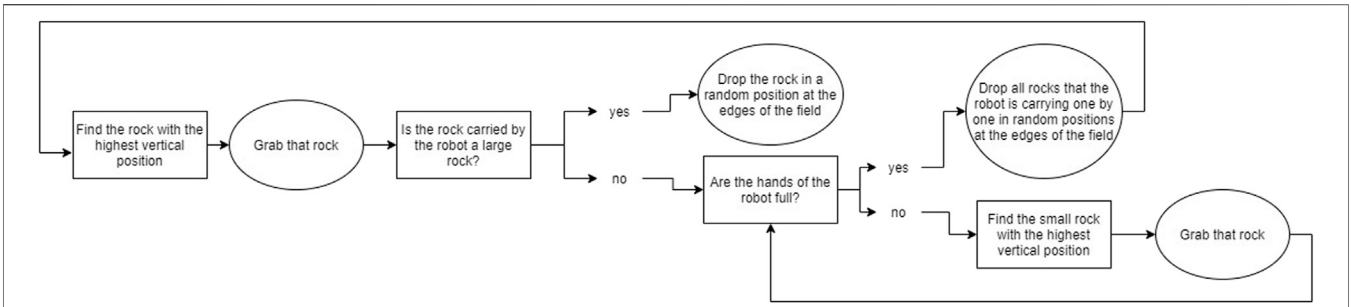 Find the rock with the
highest vertical
position
Grab that rock
Is the rock carried by
the robot a large
rock?
yes
Drop the rock in a
random position at the
edges of the field
no
Are the hands of the
robot full?
yes
Drop all rocks that the
robot is carrying one by
one in random positions
at the edges of the field
no
Find the small rock
with the highest
vertical position
Grab that rock